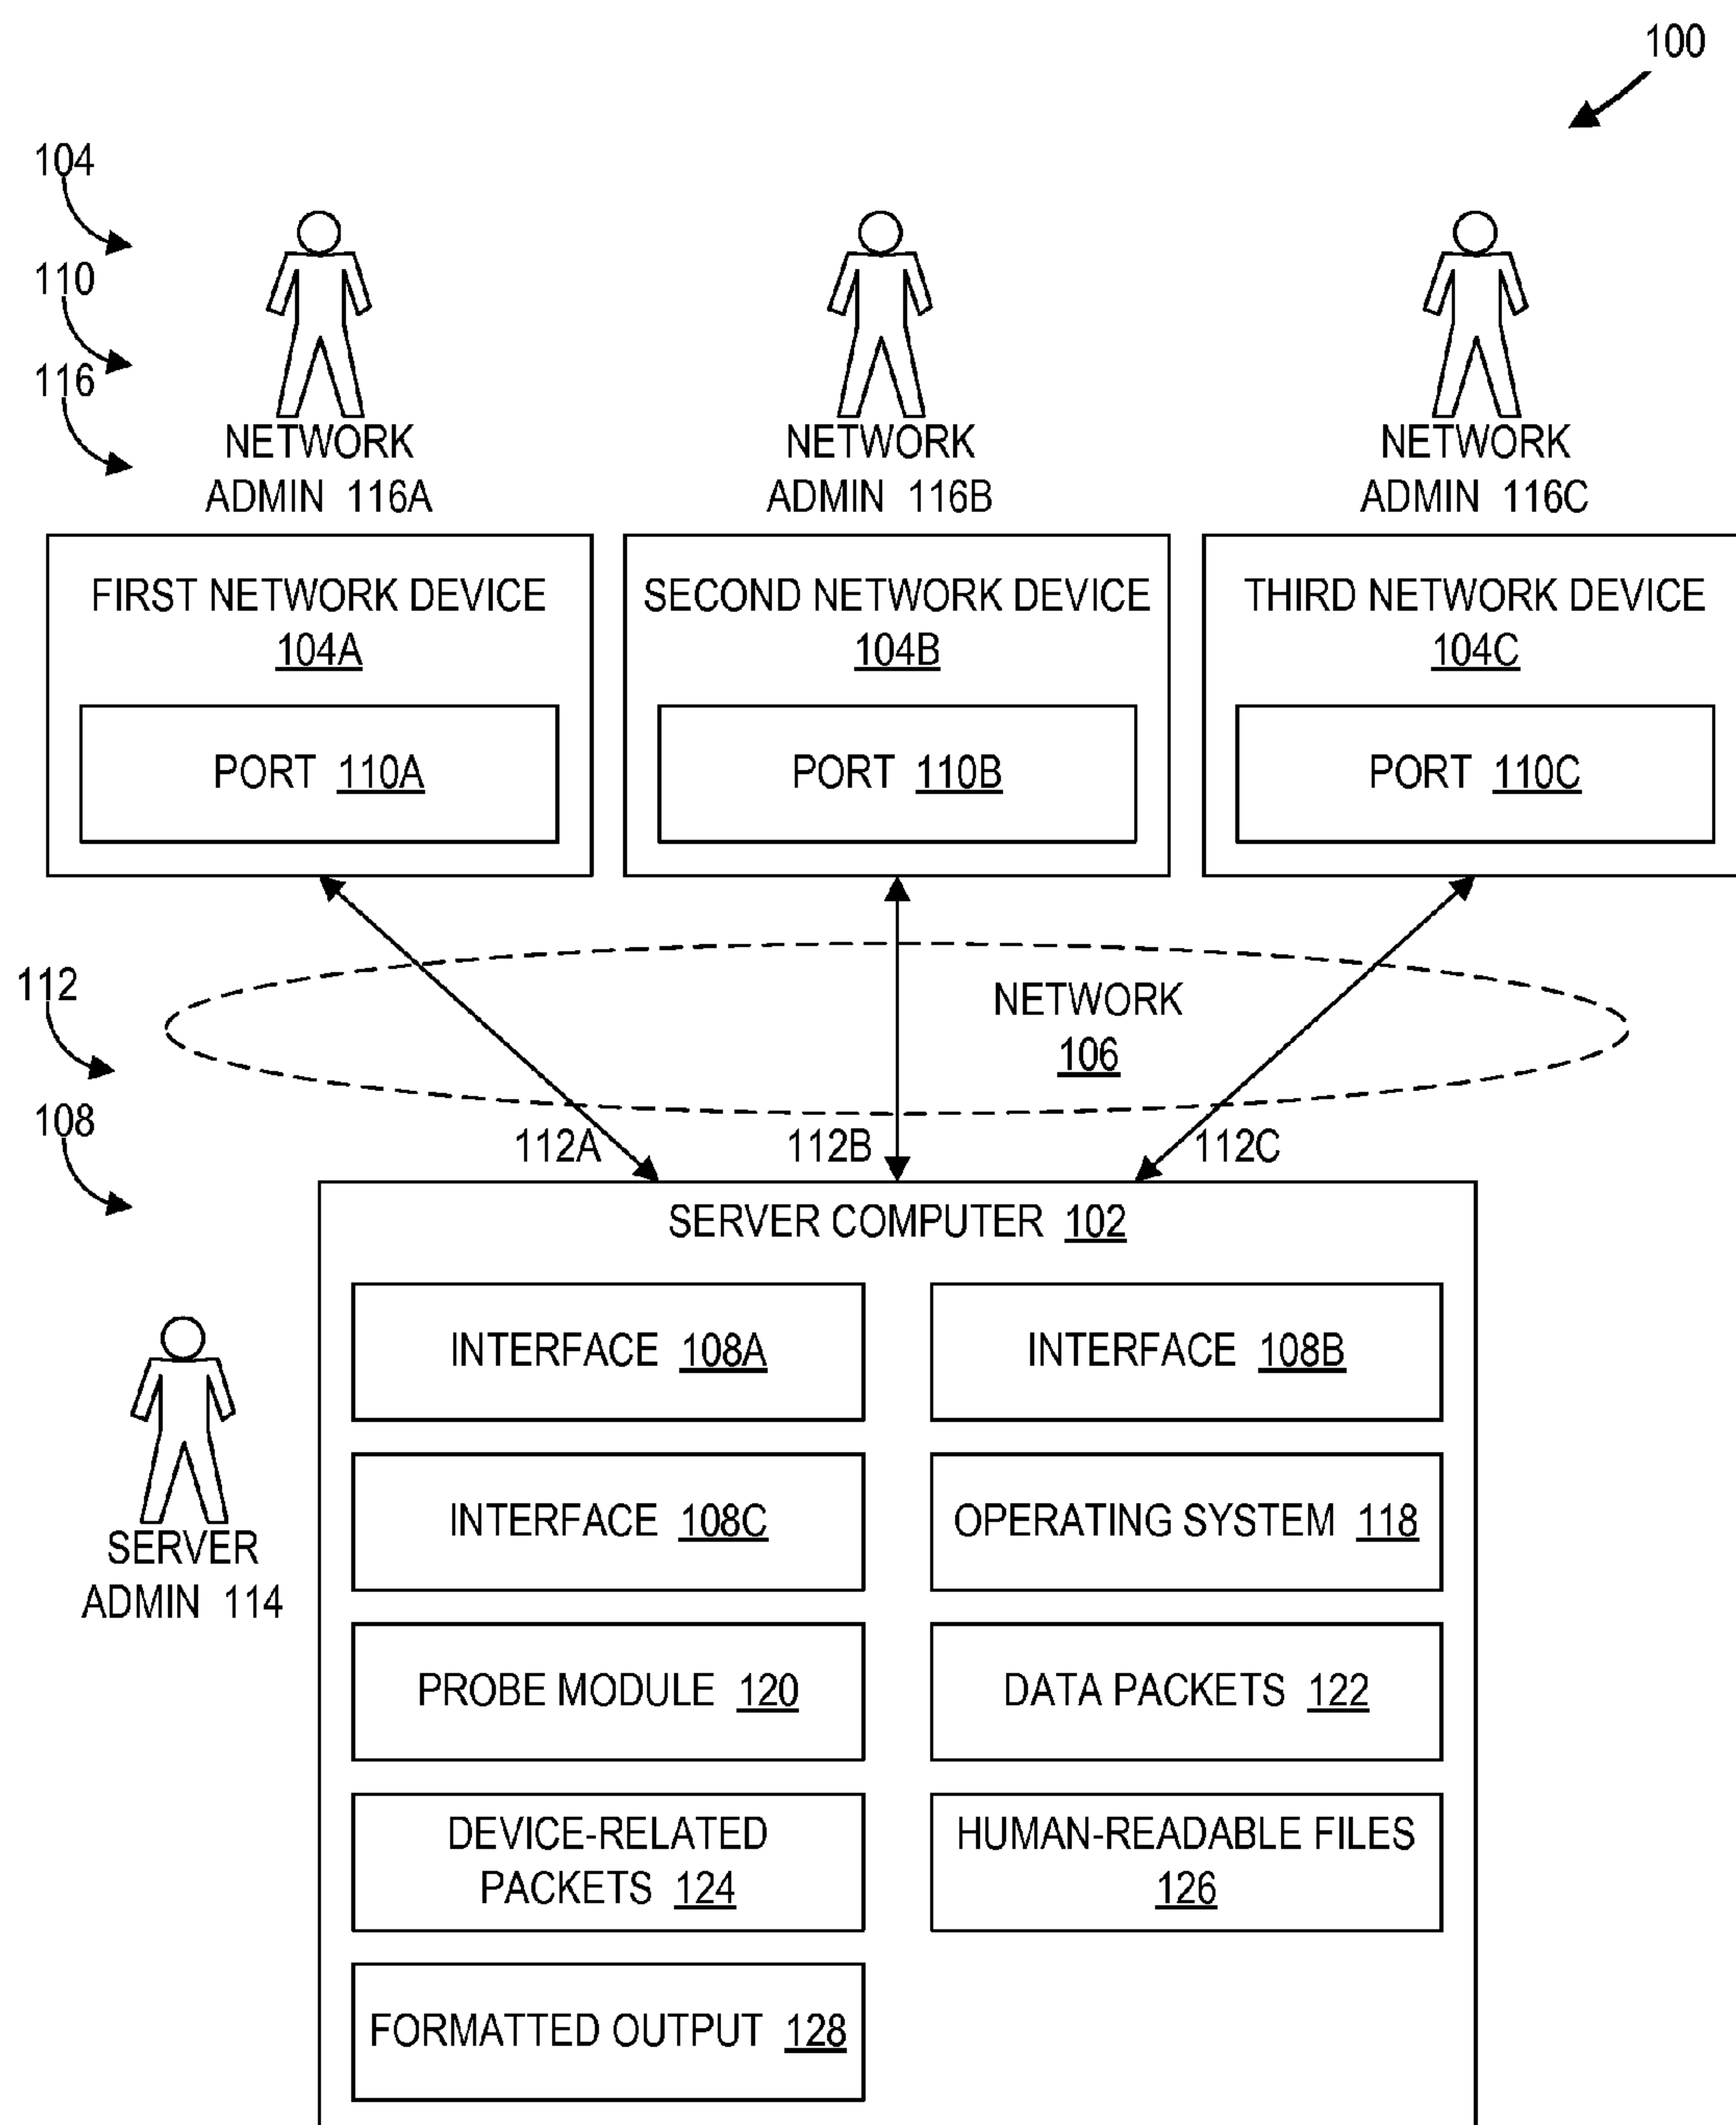 100
104
110
116
NETWORK
ADMIN 116A
NETWORK
ADMIN 116B
NETWORK
ADMIN 116C
FIRST NETWORK DEVICE
104A
PORT 110A
SECOND NETWORK DEVICE
104B
PORT 110B
THIRD NETWORK DEVICE
104C
PORT 110C
112
NETWORK
106
108
112A
112B
112C
SERVER COMPUTER 102
INTERFACE 108A
INTERFACE 108B
INTERFACE 108C
OPERATING SYSTEM 118
SERVER
ADMIN 114
PROBE MODULE 120
DATA PACKETS 122
DEVICE-RELATED
PACKETS 124
HUMAN-READABLE FILES
126
FORMATTED OUTPUT 128